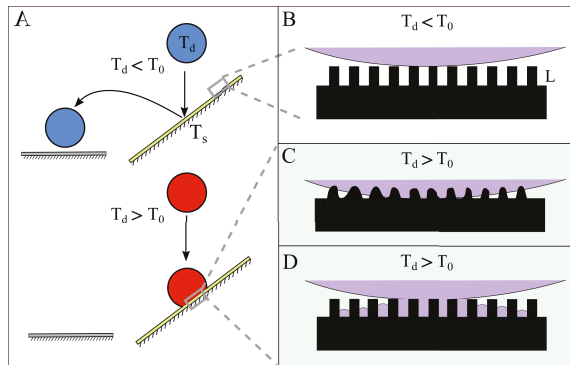 A
T_d
T_d < T_0
T_s
T_d > T_0
B
T_d < T_0
L
C
T_d > T_0
D
T_d > T_0